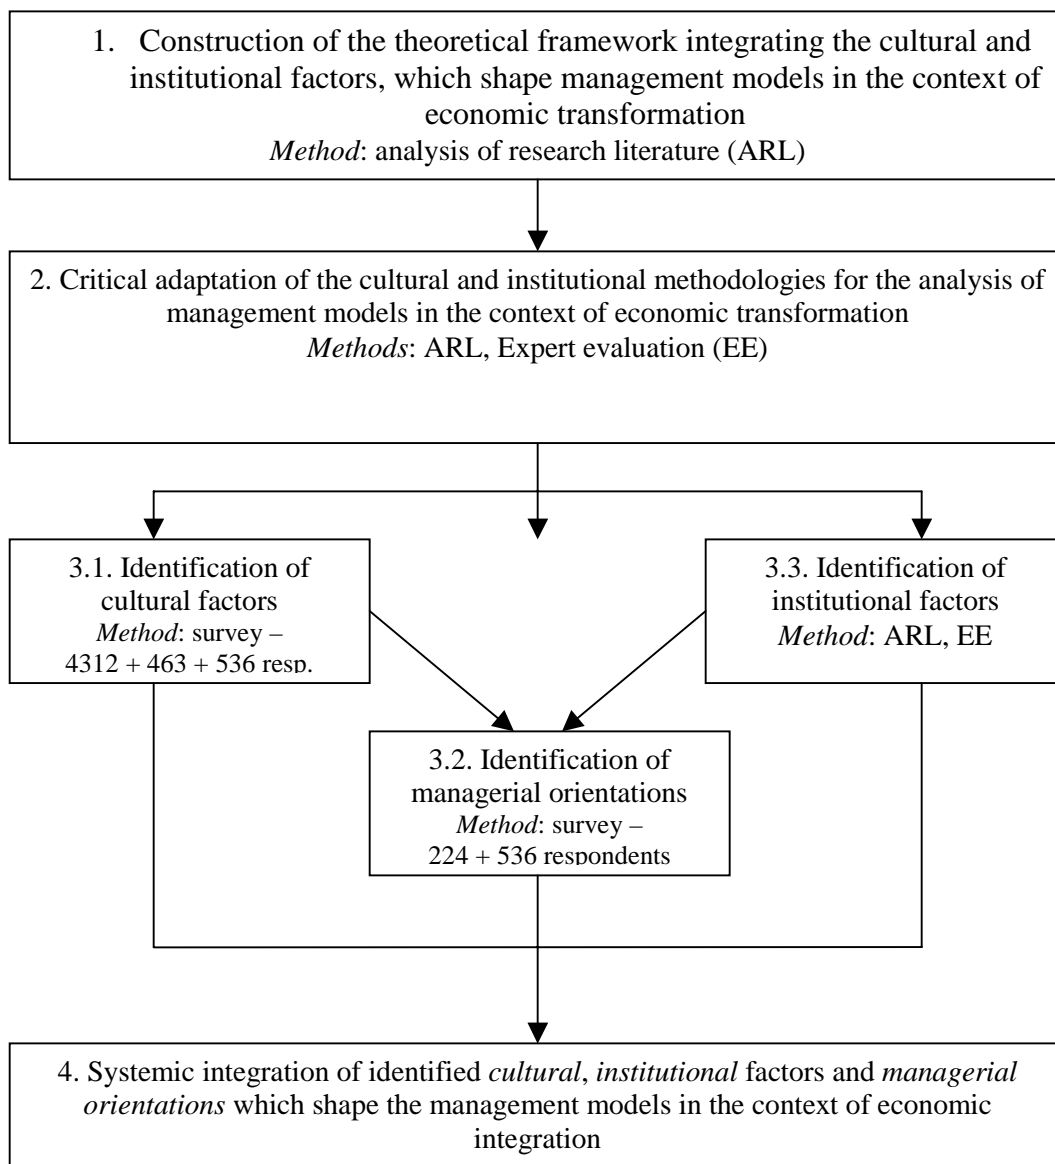 1. Construction of the theoretical framework integrating the cultural and
institutional factors, which shape management models in the context of
economic transformation
Method: analysis of research literature (ARL)
2. Critical adaptation of the cultural and institutional methodologies for the analysis of
management models in the context of economic transformation
Methods: ARL, Expert evaluation (EE)
3.1. Identification of
cultural factors
Method: survey –
4312 + 463 + 536 resp.
3.3. Identification of
institutional factors
Method: ARL, EE
3.2. Identification of
managerial orientations
Method: survey –
224 + 536 respondents
4. Systemic integration of identified cultural, institutional factors and managerial
orientations which shape the management models in the context of economic
integration